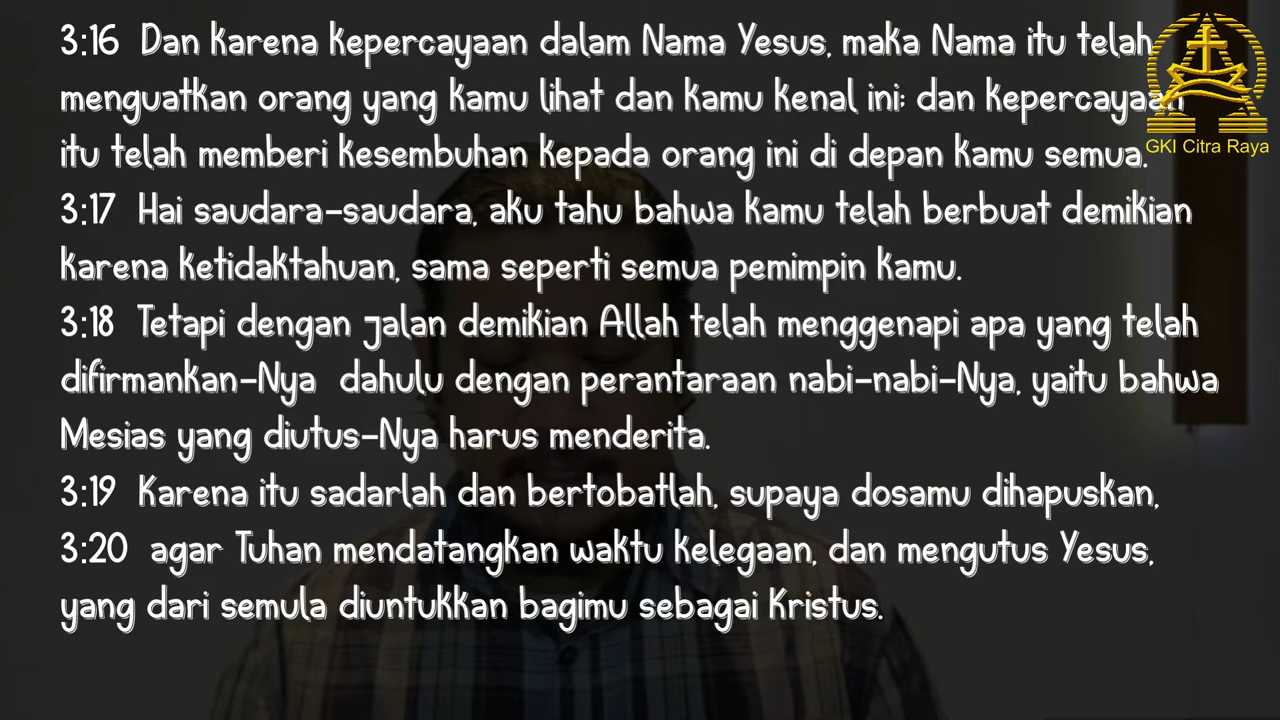 3:16 Dan karena kepercayaan dalam Nama Yesus, maka Nama itu telah
menguatkan orang yang kamu lihat dan kamu kenal ini; dan kepercayaan
itu telah memberi kesembuhan kepada orang ini di depan kamu semua.
GKI Citra Raya
3:17 Hai saudara-saudara, aku tahu bahwa kamu telah berbuat demikian
karena ketidaktahuan, sama seperti semua pemimpin kamu.
3:18 Tetapi dengan jalan demikian Allah telah menggenapi apa yang telah
difirmankan-Nya dahulu dengan perantaraan nabi-nabi-Nya, yaitu bahwa
Mesias yang diutus-Nya harus menderita.
3:19 Karena itu sadarlah dan bertobatlah, supaya dosamu dihapuskan,
3:20 agar Tuhan mendatangkan waktu kelegaan, dan mengutus Yesus,
yang dari semula diuntukkan bagimu sebagai Kristus.